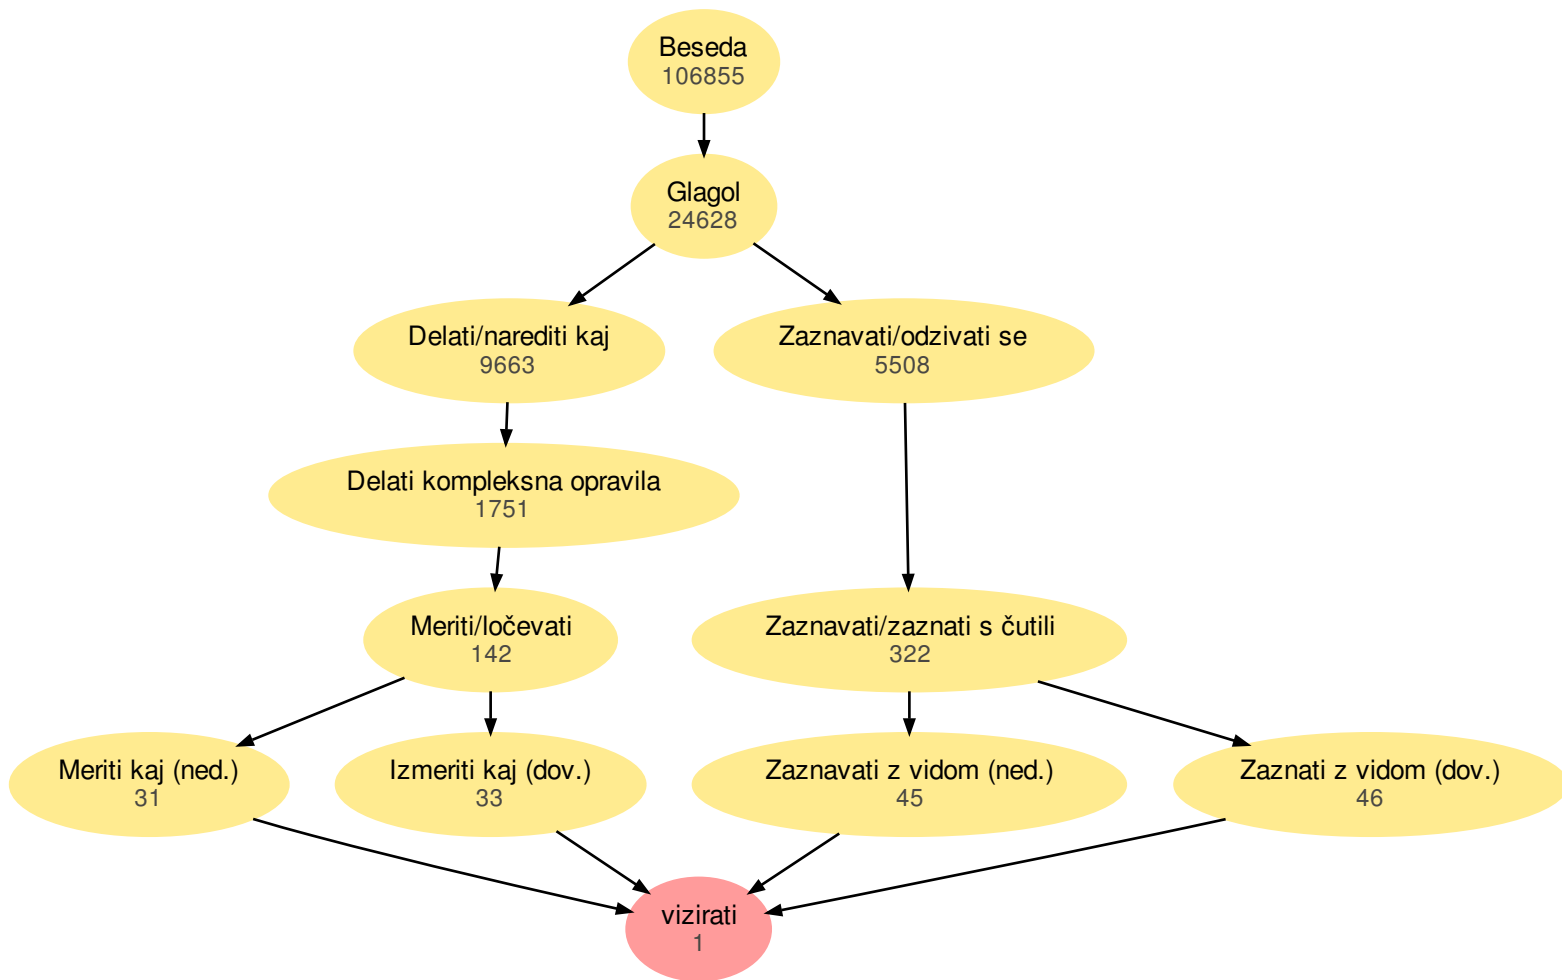 Beseda
106855
Glagol
24628
Delati/narediti kaj
9663
Zaznavati/odzivati se
5508
Delati kompleksna opravila
1751
Meriti/ločevati
142
Zaznavati/zaznati s čutili
322
Meriti kaj (ned.)
31
Izmeriti kaj (dov.)
33
Zaznavati z vidom (ned.)
45
Zaznati z vidom (dov.)
46
vizirati
1